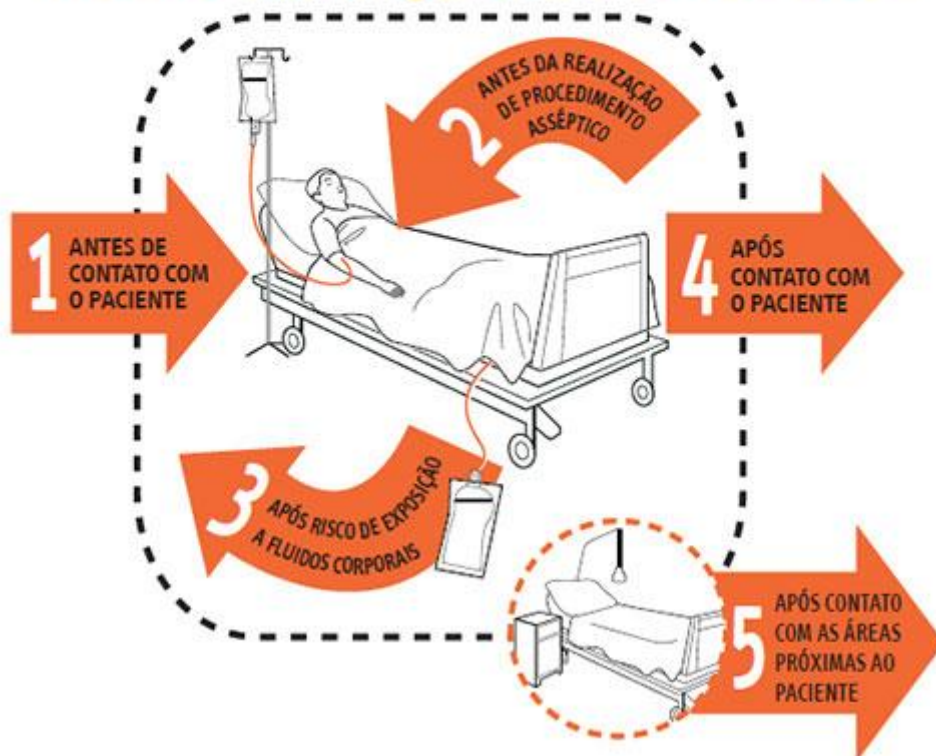 1 ANTES DE
CONTATO COM
O PACIENTE
2 ANTES DA REALIZAÇÃO
DE PROCEDIMENTO
ASSÉPTICO
3 APÓS RISCO DE EXPOSIÇÃO
A FLUIDOS CORPORAIS
4 APÓS
CONTATO COM
O PACIENTE
5 APÓS CONTATO
COM AS ÁREAS
PRÓXIMAS AO
PACIENTE